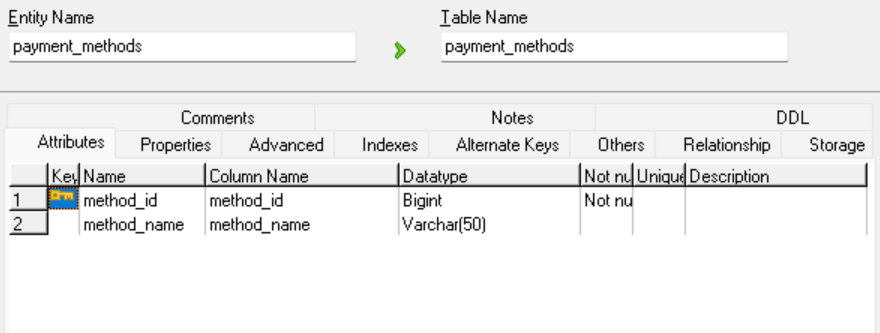 Entity Name Table Name
payment_methods payment_methods
Comments Notes DDL
Attributes Properties Advanced Indexes Alternate Keys Others Relationship Storage
Key Name Column Name Datatype Not nu Unique Description
1 method_id method_id Bigint Not nu
2 method_name method_name Varchar(50)